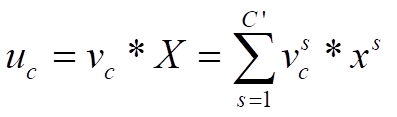 $u_c = v_c * X = \sum_{s=1}^{C'} v_c^s * x^s$